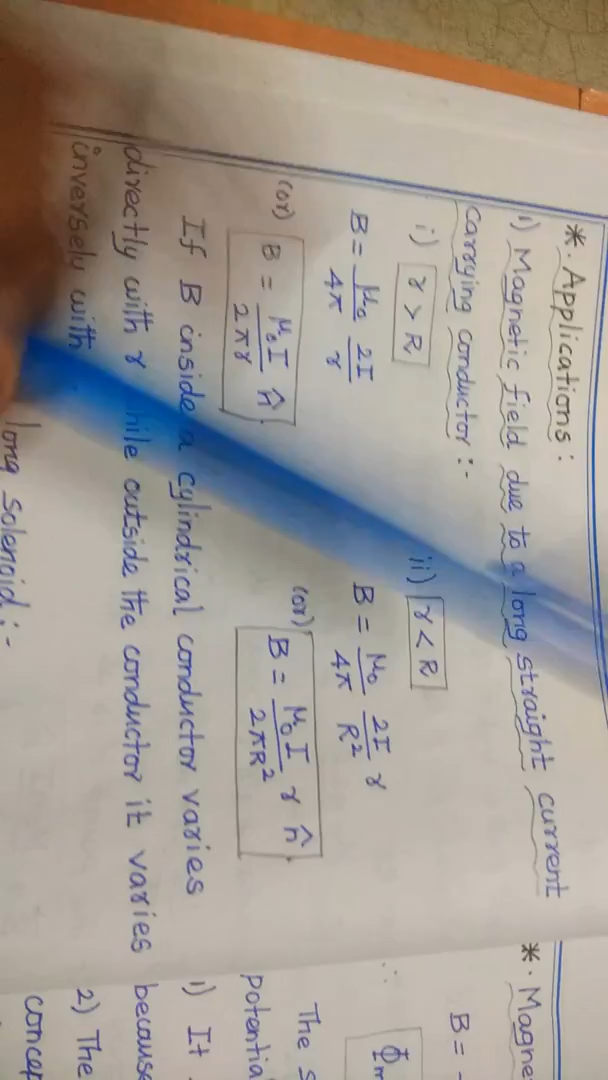 *. Applications :
1) Magnetic field due to a long straight current
carrying conductor :-
i) r > R
B = μ₀/4π 2I/r
(or) B = μ₀I/2πr n̂
ii) r < R
B = μ₀/4π 2I/R² r
(or) B = μ₀I/2πR² r n̂
If B inside a cylindrical conductor varies
directly with r hile outside the conductor it varies
inversely with
long solenoid :-
*. Magne
B = -
∴ Φm
The s
potentia
1) It
because
2) The
concep